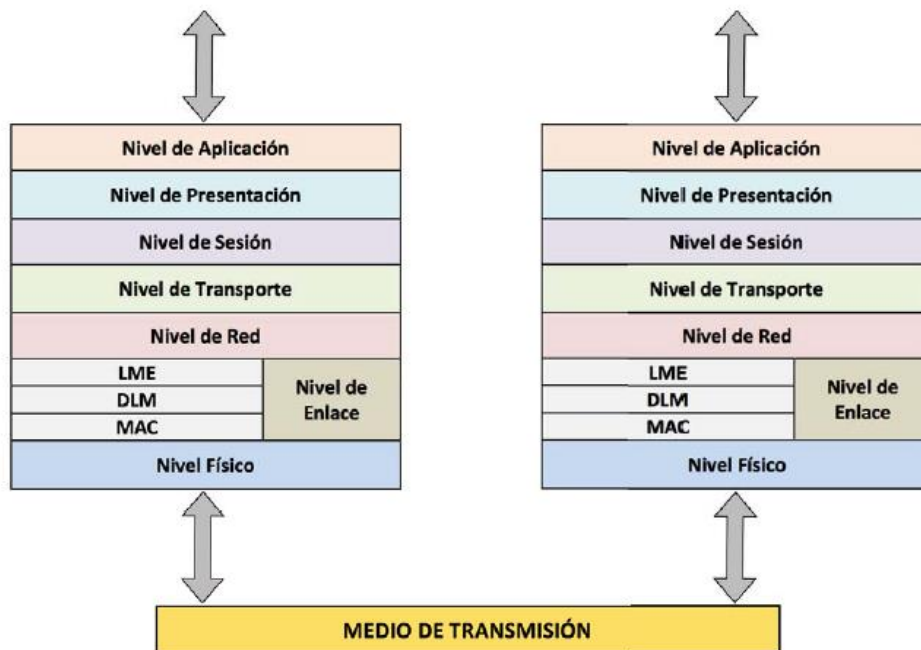 Nivel de Aplicación
Nivel de Presentación
Nivel de Sesión
Nivel de Transporte
Nivel de Red
LME
DLM
MAC
Nivel de
Enlace
Nivel Físico
Nivel de Aplicación
Nivel de Presentación
Nivel de Sesión
Nivel de Transporte
Nivel de Red
LME
DLM
MAC
Nivel de
Enlace
Nivel Físico
MEDIO DE TRANSMISIÓN